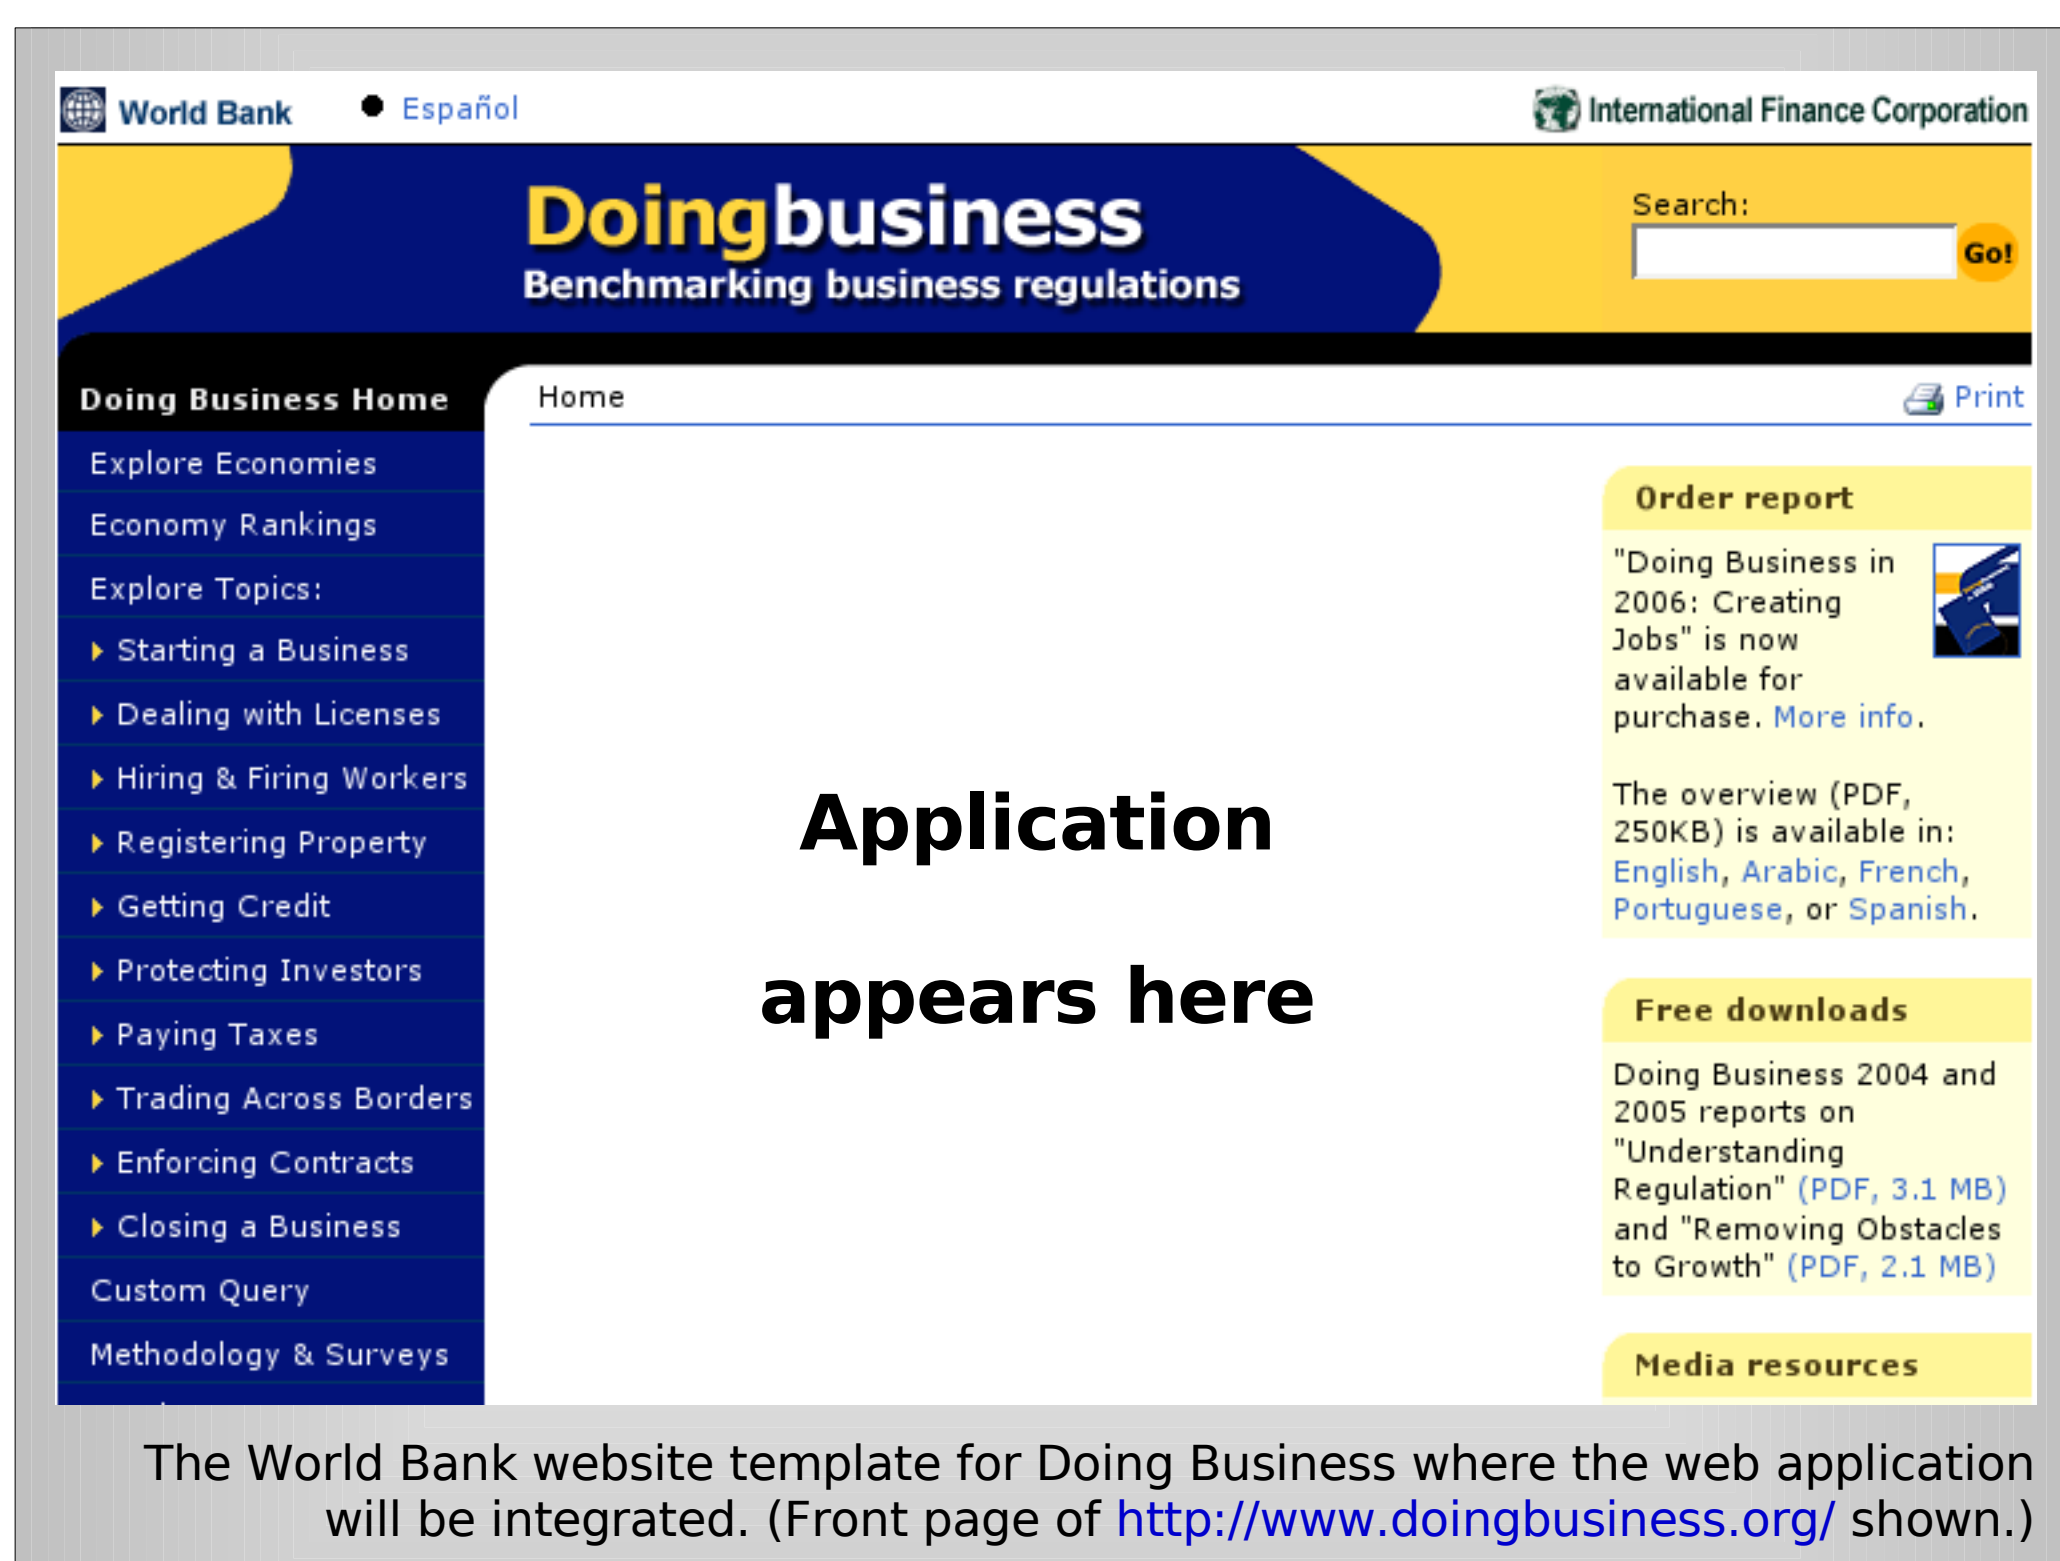 World Bank
● Español
International Finance Corporation
Doingbusiness
Benchmarking business regulations
Search:
Go!
Doing Business Home
Explore Economies
Economy Rankings
Explore Topics:
Starting a Business
Dealing with Licenses
Hiring & Firing Workers
Registering Property
Getting Credit
Protecting Investors
Paying Taxes
Trading Across Borders
Enforcing Contracts
Closing a Business
Custom Query
Methodology & Surveys
Home
Print
Application
appears here
Order report
"Doing Business in
2006: Creating
Jobs" is now
available for
purchase. More info.
The overview (PDF,
250KB) is available in:
English, Arabic, French,
Portuguese, or Spanish.
Free downloads
Doing Business 2004 and
2005 reports on
"Understanding
Regulation" (PDF, 3.1 MB)
and "Removing Obstacles
to Growth" (PDF, 2.1 MB)
Media resources
The World Bank website template for Doing Business where the web application
will be integrated. (Front page of http://www.doingbusiness.org/ shown.)